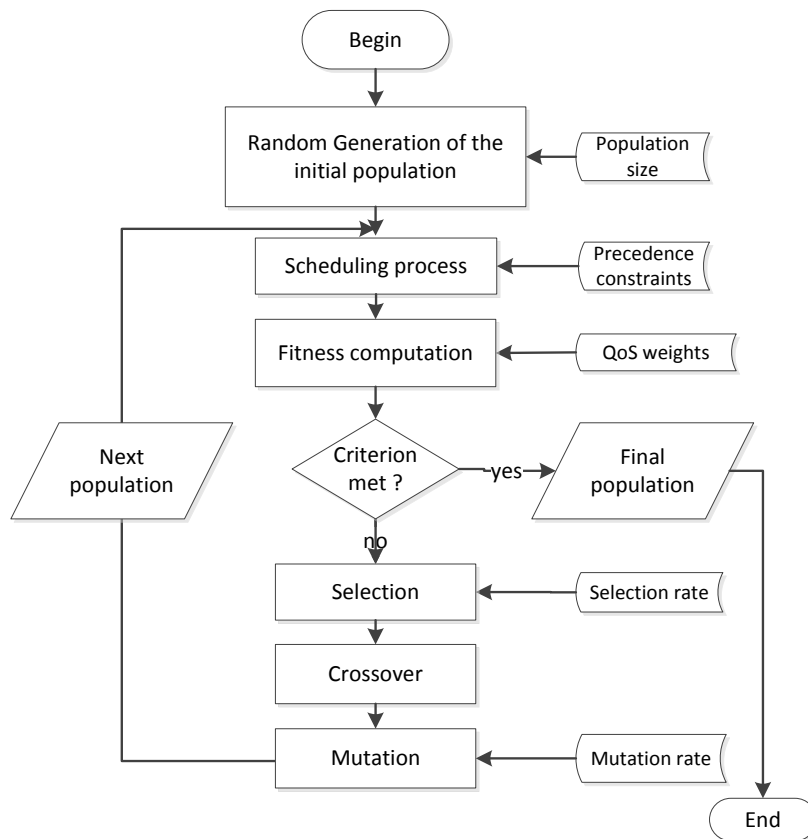 Begin
Random Generation of the
initial population
Population
size
Scheduling process
Precedence
constraints
Fitness computation
QoS weights
Next
population
Criterion
met ?
yes
Final
population
no
Selection
Selection rate
Crossover
Mutation
Mutation rate
End